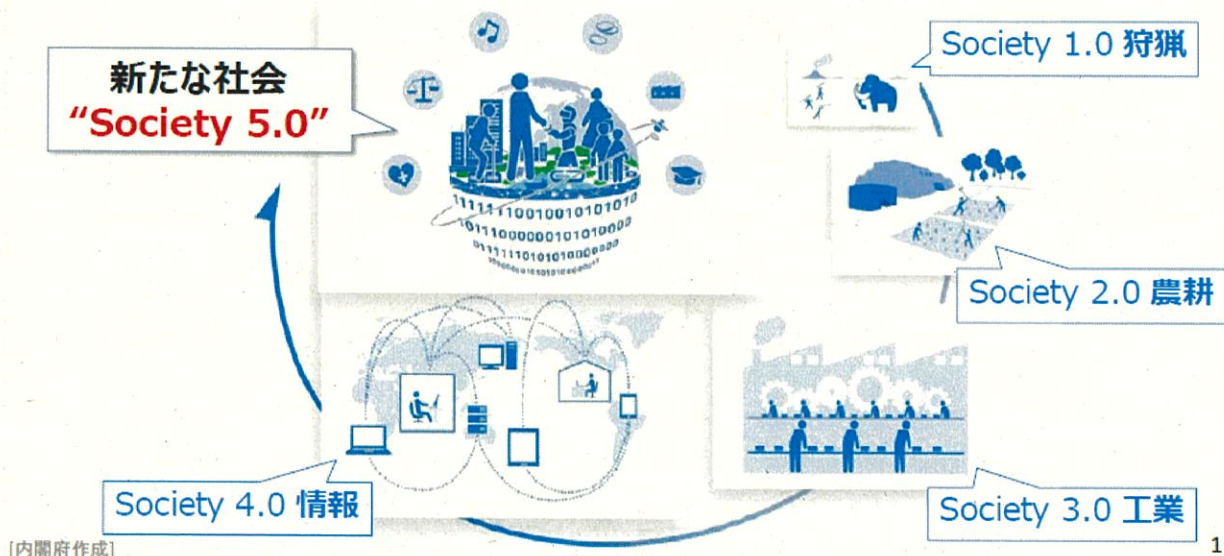 新たな社会
“Society 5.0”
Society 1.0 狩猟
Society 2.0 農耕
Society 3.0 工業
Society 4.0 情報
[内閣府作成]
1